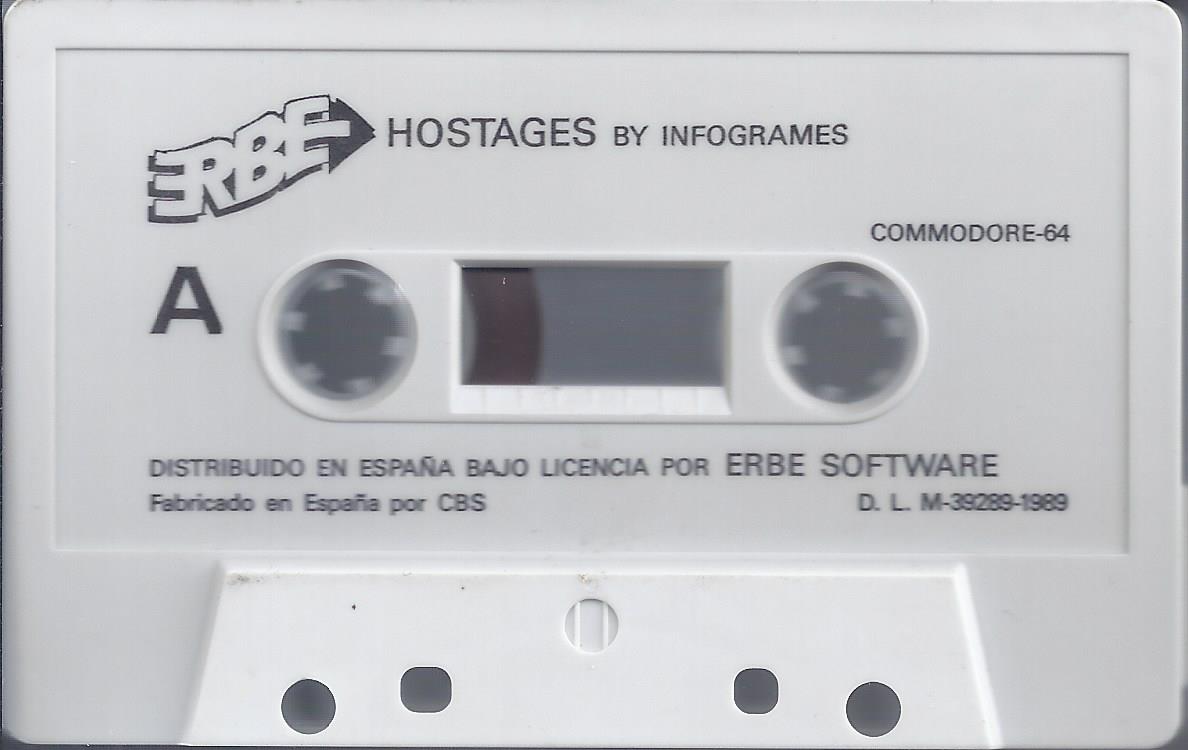 ERBE HOSTAGES BY INFOGRAMES
COMMODORE-64
A
DISTRIBUIDO EN ESPAÑA BAJO LICENCIA POR ERBE SOFTWARE
Fabricado en España por CBS D. L. M-39289-1989